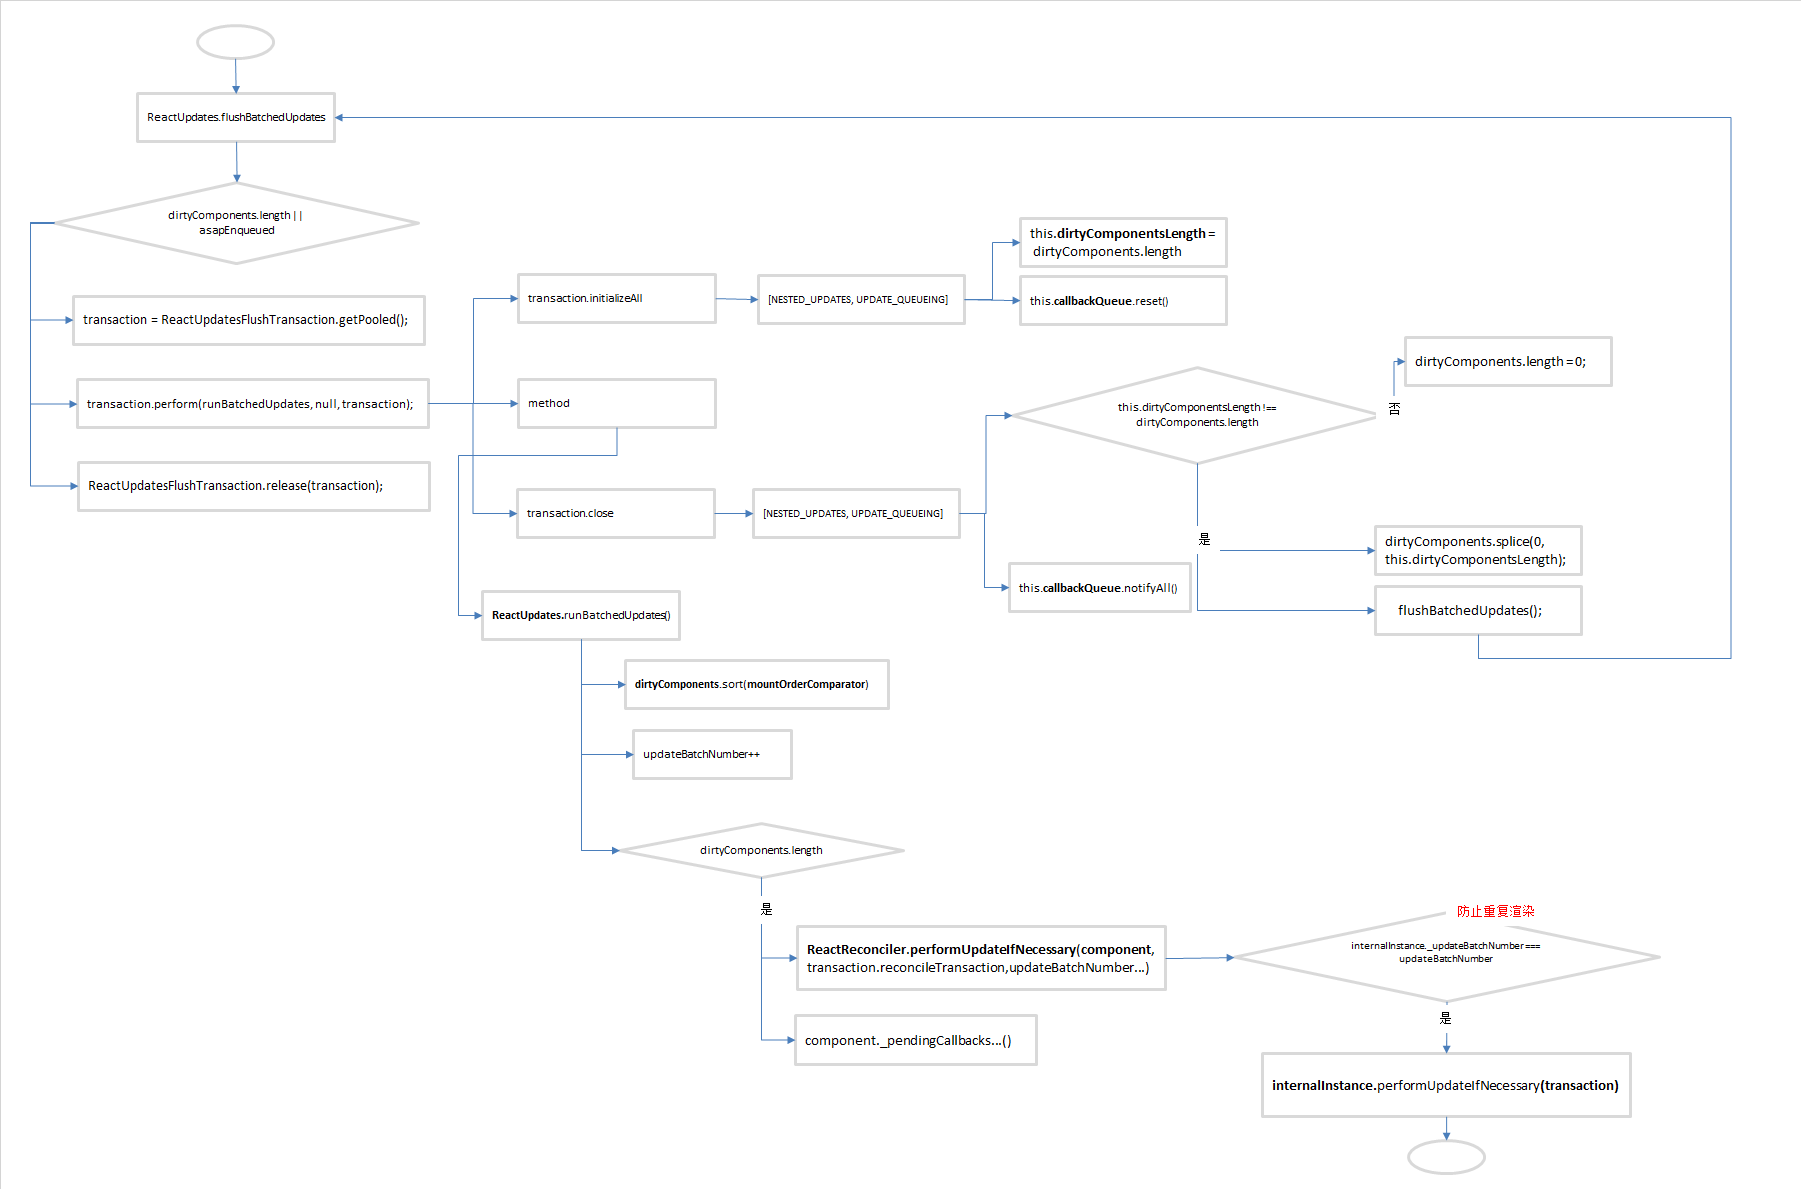 ReactUpdates.flushBatchedUpdates
dirtyComponents.length ||
asapEnqueued
transaction = ReactUpdatesFlushTransaction.getPooled();
transaction.perform(runBatchedUpdates, null, transaction);
ReactUpdatesFlushTransaction.release(transaction);
transaction.initializeAll
[NESTED_UPDATES, UPDATE_QUEUEING]
this.dirtyComponentsLength =
dirtyComponents.length
this.callbackQueue.reset()
method
transaction.close
[NESTED_UPDATES, UPDATE_QUEUEING]
this.dirtyComponentsLength !==
dirtyComponents.length
否
dirtyComponents.length = 0;
是
dirtyComponents.splice(0,
this.dirtyComponentsLength);
flushBatchedUpdates();
this.callbackQueue.notifyAll()
ReactUpdates.runBatchedUpdates()
dirtyComponents.sort(mountOrderComparator)
updateBatchNumber++
dirtyComponents.length
是
ReactReconciler.performUpdateIfNecessary(component,
transaction.reconcileTransaction,updateBatchNumber...)
component._pendingCallbacks...()
防止重复渲染
internalInstance._updateBatchNumber ===
updateBatchNumber
是
internalInstance.performUpdateIfNecessary(transaction)